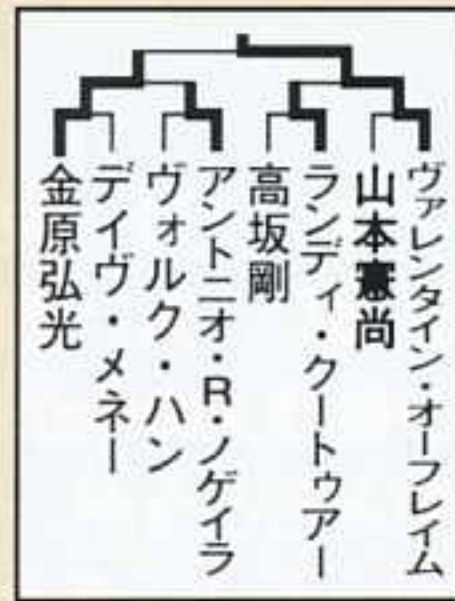 ヴァレンタイン・オーフレイム
山本憲尚
ランディ・クートゥアー
高坂剛
アントニオ・R・ノゲイラ
ヴォルク・ハン
デイヴ・メネー
金原弘光